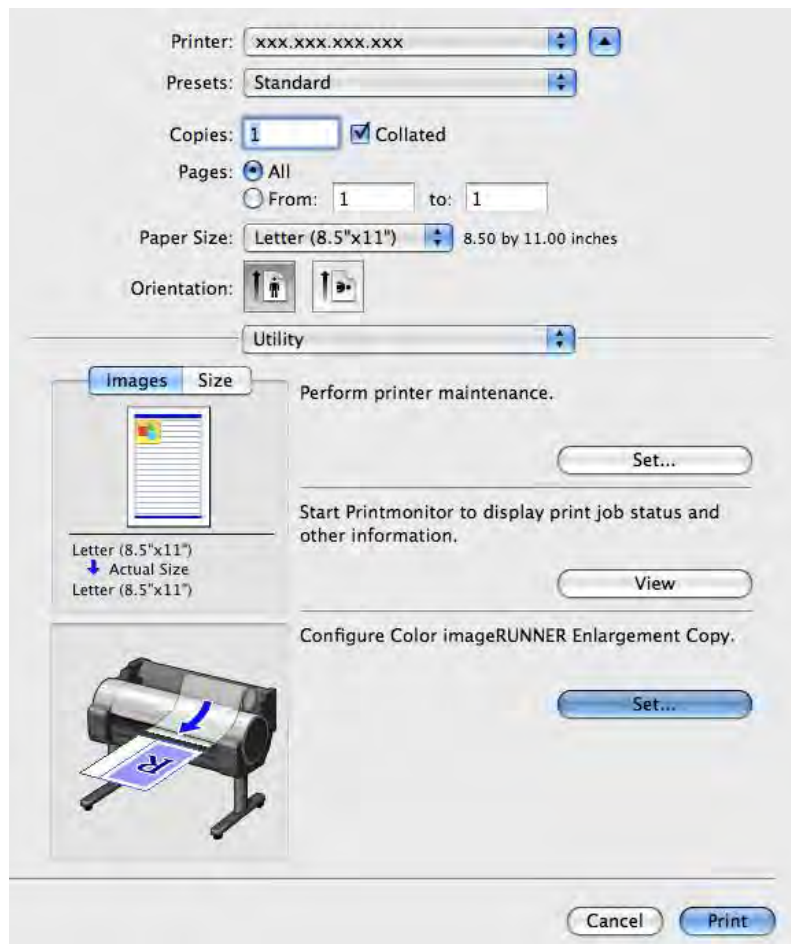 Printer: xxx.xxx.xxx.xxx
Presets: Standard
Copies: 1 Collated
Pages: All
From: 1 to: 1
Paper Size: Letter (8.5"x11") 8.50 by 11.00 inches
Orientation:
Utility
Images Size
Perform printer maintenance.
Set...
Start Printmonitor to display print job status and
other information.
Letter (8.5"x11")
Actual Size
Letter (8.5"x11")
View
Configure Color imageRUNNER Enlargement Copy.
Set...
R
Cancel Print